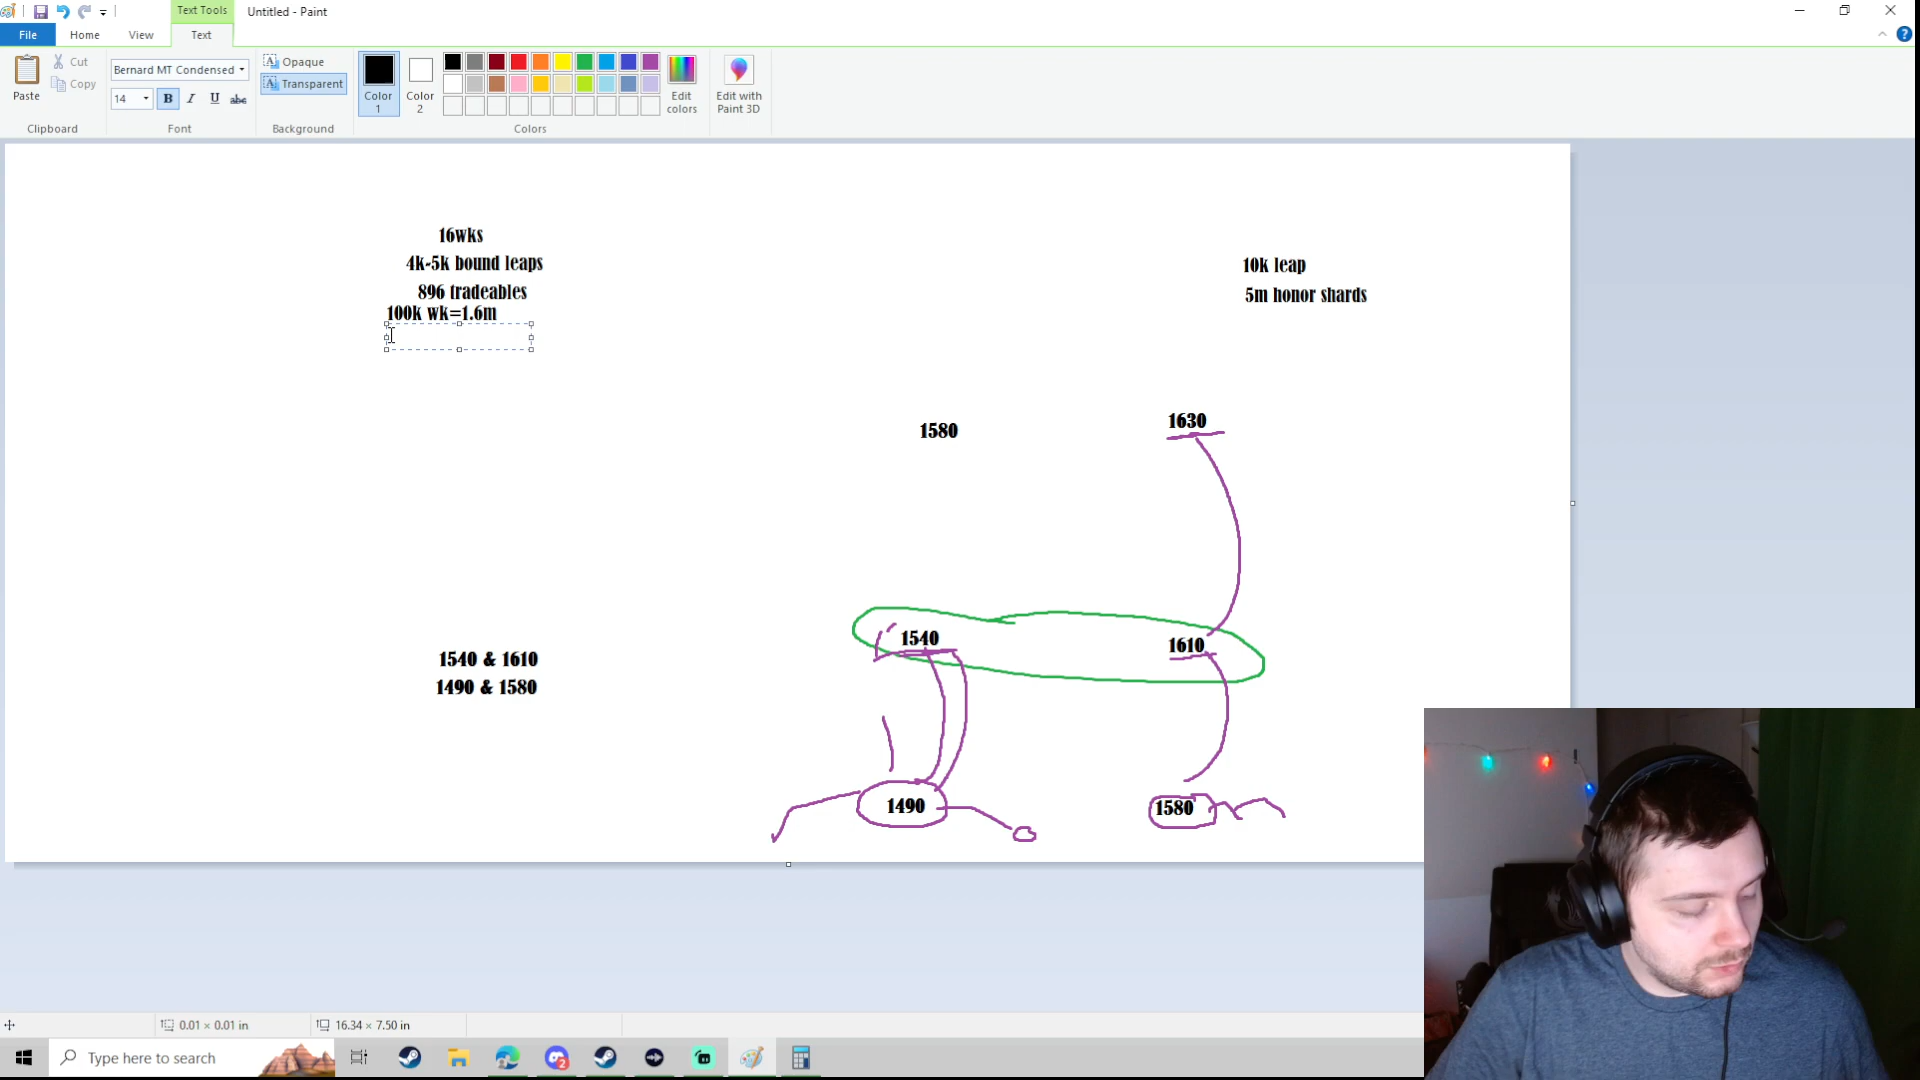 Text Tools
Untitled - Paint
File
Home
View
Text
Paste
Cut
Copy
Clipboard
Bernard MT Condensed
14
B
I
U
abc
Font
Opaque
Transparent
Background
Color 1
Color 2
Edit colors
Colors
Edit with Paint 3D
16wks
4k-5k bound leaps
896 tradeables
100k wk=1.6m
10k leap
5m honor shards
1580
1630
1540
1610
1540 & 1610
1490 & 1580
1490
1580
0.01 × 0.01 in
16.34 × 7.50 in
Type here to search
2